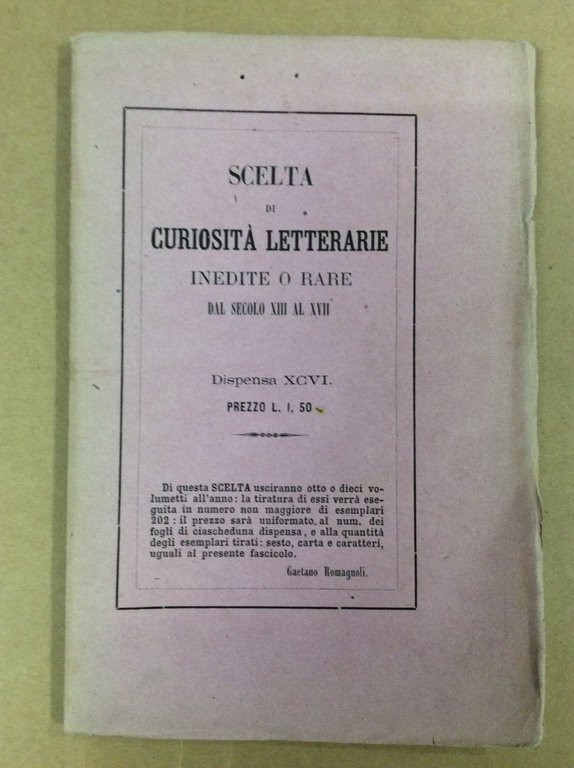 SCELTA
DI
CURIOSITÀ LETTERARIE
INEDITE O RARE
DAL SECOLO XIII AL XVII
Dispensa XCVI.
PREZZO L. 1, 50
Di questa SCELTA usciranno otto o dieci vo-
lumetti all'anno: la tiratura di essi verrà ese-
guita in numero non maggiore di esemplari
202: il prezzo sarà uniformato al num. dei
fogli di ciascheduna dispensa, e alla quantità
degli esemplari tirati: sesto, carta e caratteri,
uguali al presente fascicolo.
Gaetano Romagnoli.